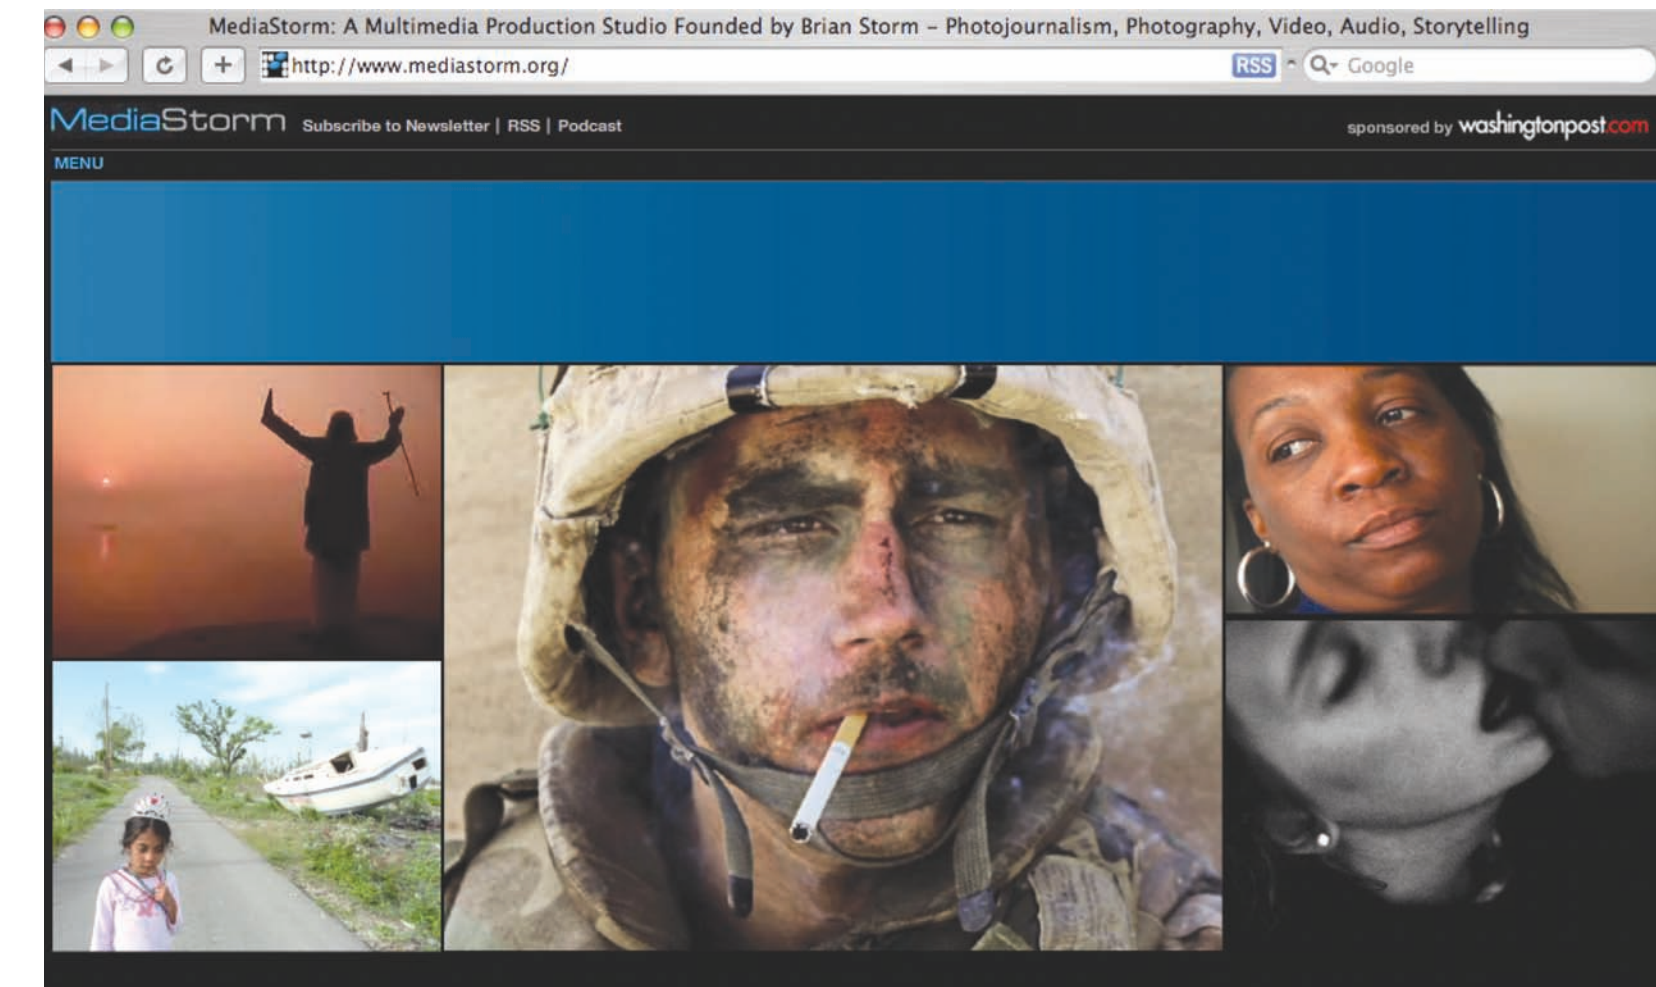 MediaStorm: A Multimedia Production Studio Founded by Brian Storm – Photojournalism, Photography, Video, Audio, Storytelling
http://www.mediastorm.org/ RSS Google
MediaStorm Subscribe to Newsletter | RSS | Podcast sponsored by washingtonpost.com
MENU